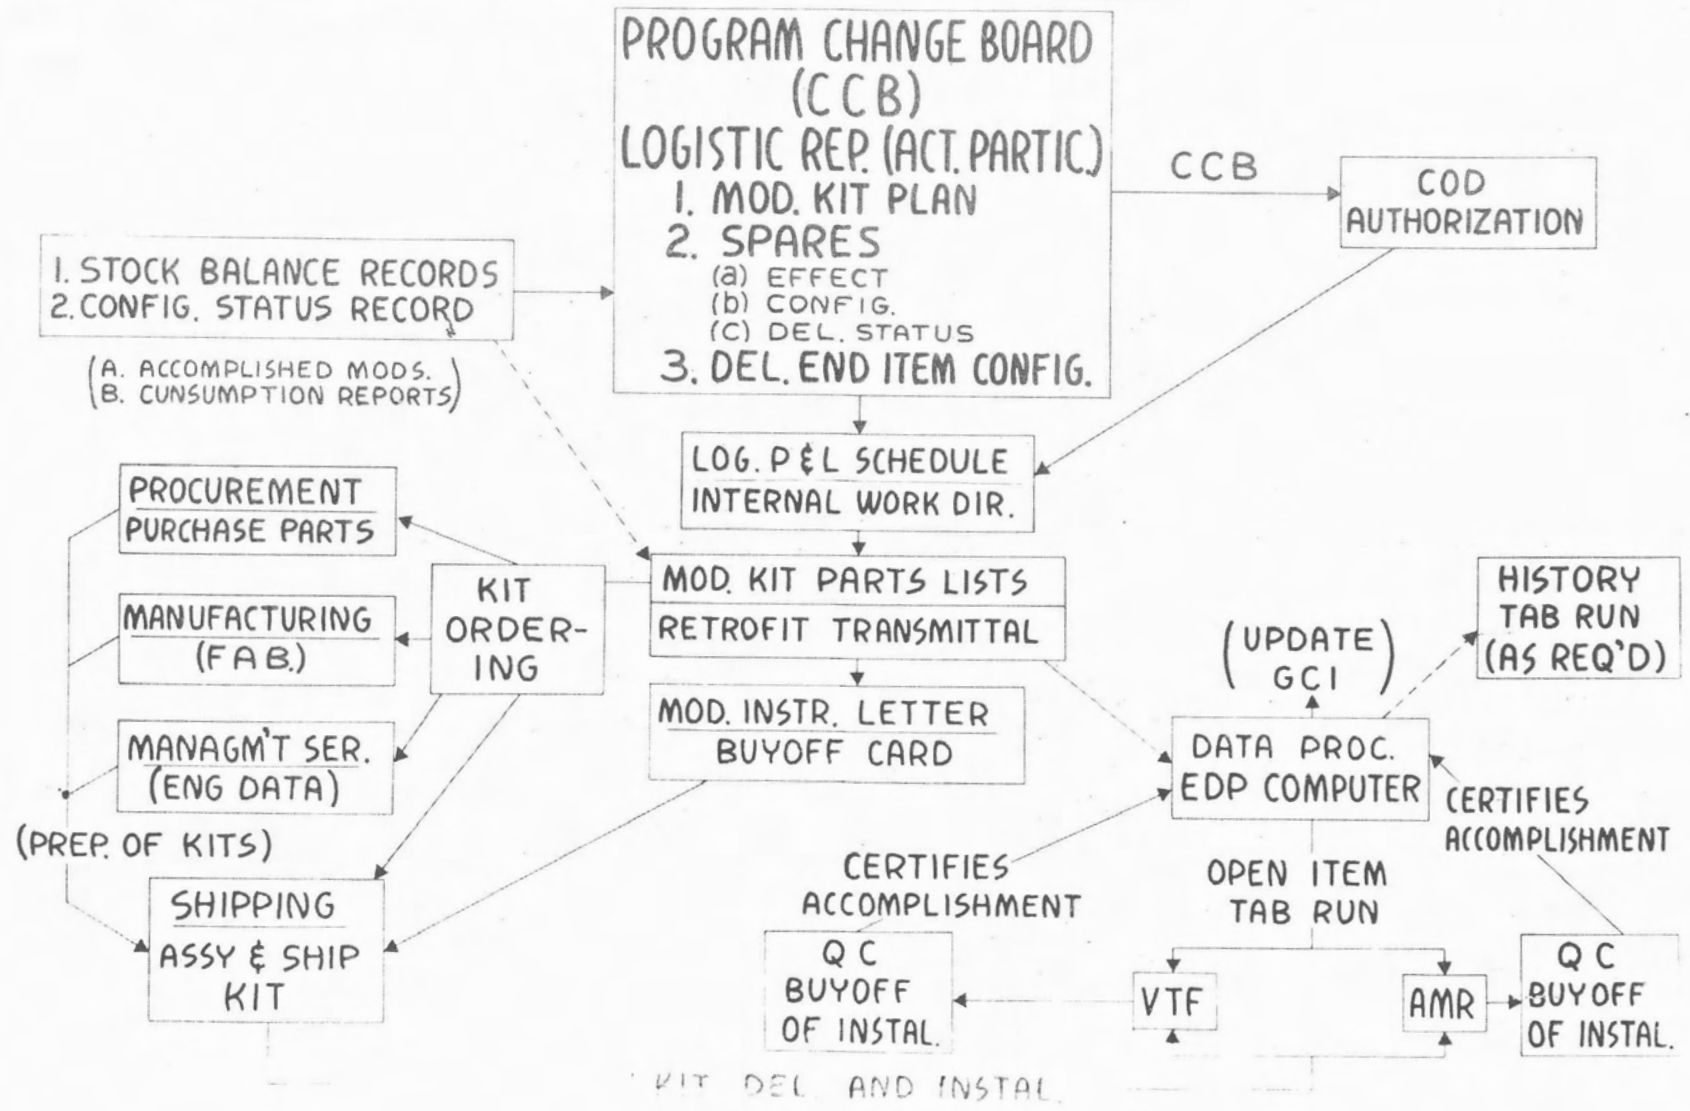 PROGRAM CHANGE BOARD
(CCB)
LOGISTIC REP. (ACT. PARTIC.)
1. MOD. KIT PLAN
2. SPARES
(a) EFFECT
(b) CONFIG.
(c) DEL. STATUS
3. DEL. END ITEM CONFIG.
CCB
COD
AUTHORIZATION
1. STOCK BALANCE RECORDS
2. CONFIG. STATUS RECORD
(A. ACCOMPLISHED MODS.
B. CUNSUMPTION REPORTS)
LOG. P & L SCHEDULE
INTERNAL WORK DIR.
PROCUREMENT
PURCHASE PARTS
MANUFACTURING
(FAB.)
MANAGM'T SER.
(ENG DATA)
(PREP. OF KITS)
KIT
ORDER-
ING
MOD. KIT PARTS LISTS
RETROFIT TRANSMITTAL
MOD. INSTR. LETTER
BUYOFF CARD
SHIPPING
ASSY & SHIP
KIT
(UPDATE
GCI)
HISTORY
TAB RUN
(AS REQ'D)
DATA PROC.
EDP COMPUTER
CERTIFIES
ACCOMPLISHMENT
CERTIFIES
ACCOMPLISHMENT
OPEN ITEM
TAB RUN
QC
BUYOFF
OF INSTAL.
VTF
AMR
QC
BUYOFF
OF INSTAL.
KIT DEL. AND INSTAL.